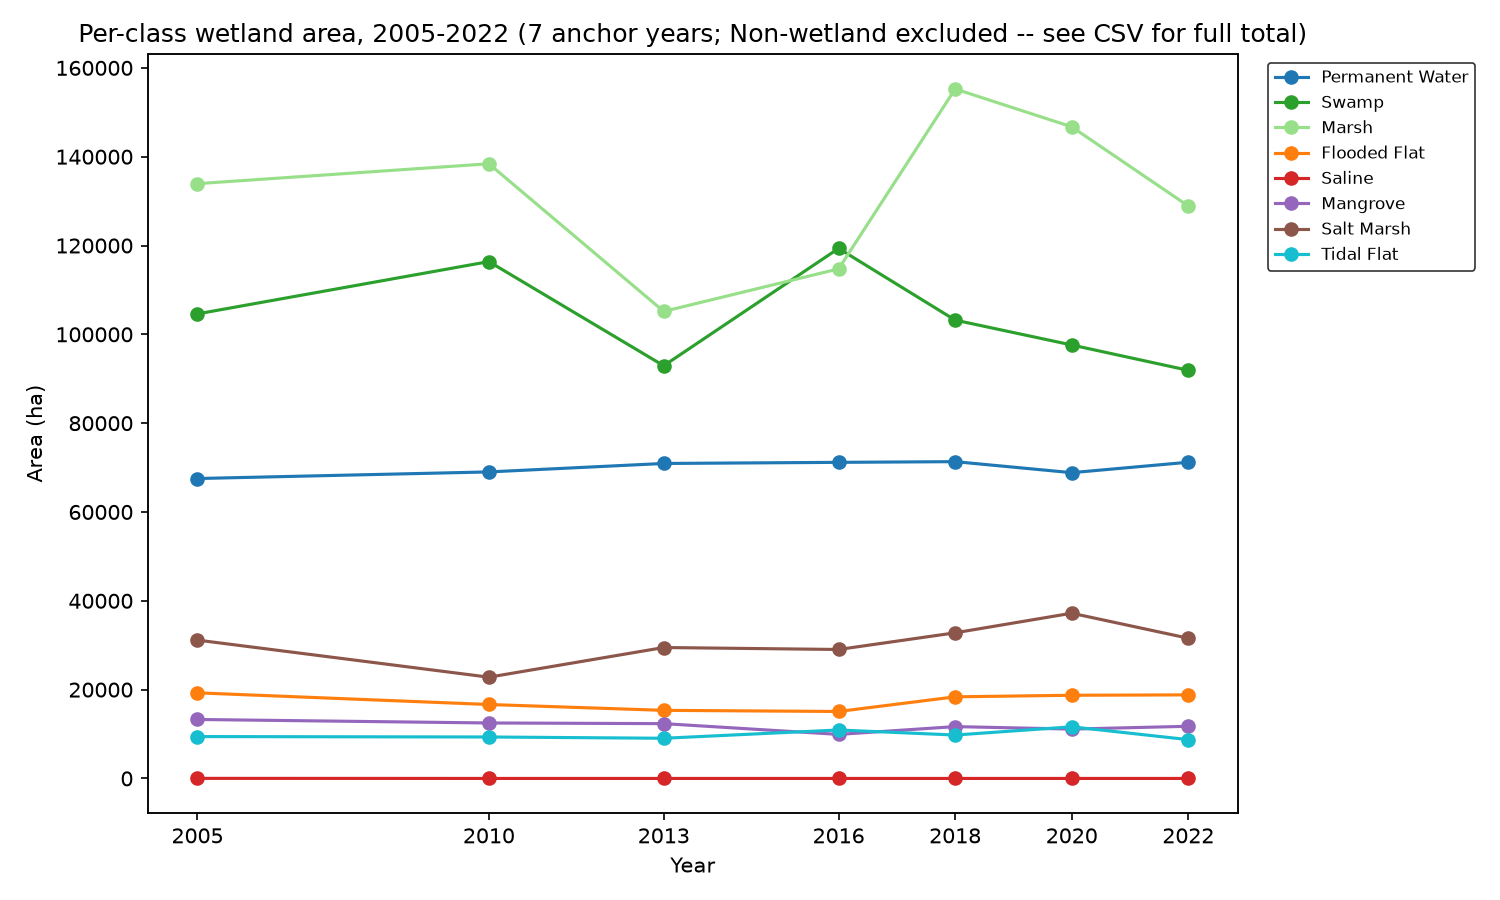 Per-class wetland area, 2005-2022 (7 anchor years; Non-wetland excluded -- see CSV for full total)
160000
140000
120000
100000
80000
60000
40000
20000
0
Area (ha)
2005
2010
2013
2016
2018
2020
2022
Year
Permanent Water
Swamp
Marsh
Flooded Flat
Saline
Mangrove
Salt Marsh
Tidal Flat